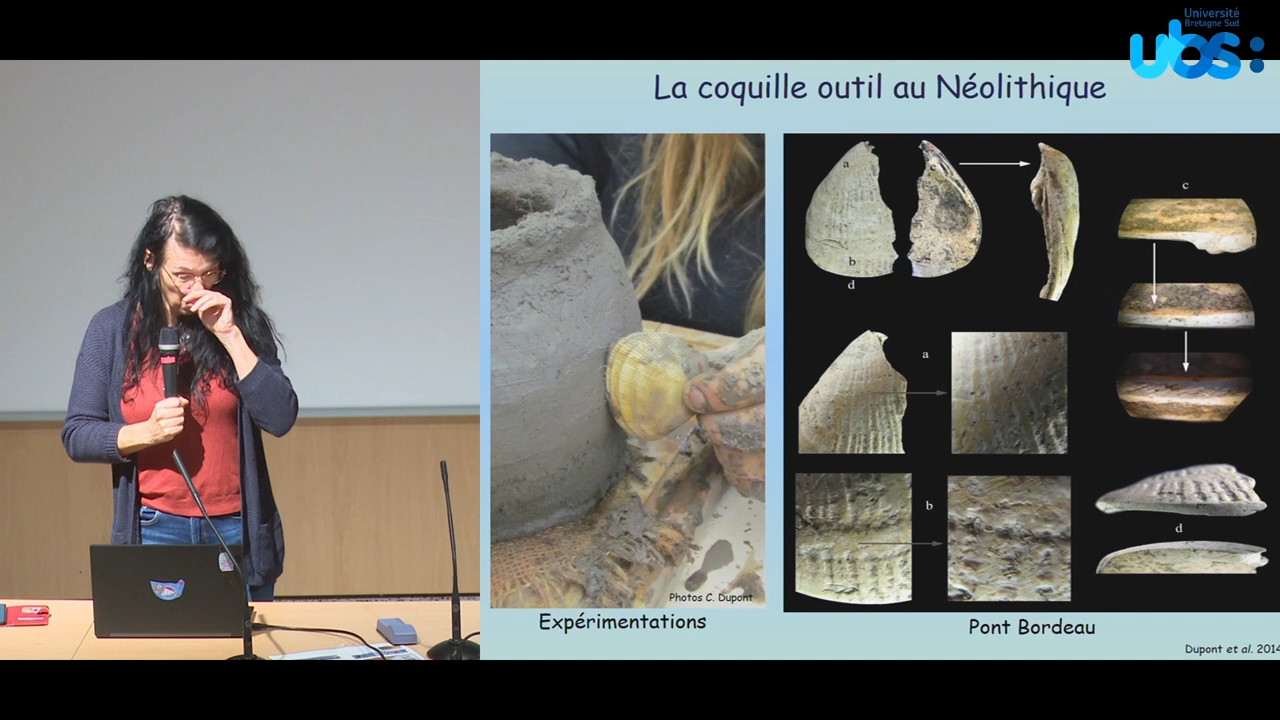 Université
Bretagne Sud
ubs:
La coquille outil au Néolithique
a
e
b
d
c
a
b
d
Photos C. Dupont
Expérimentations
Pont Bordeau
Dupont et al. 2014